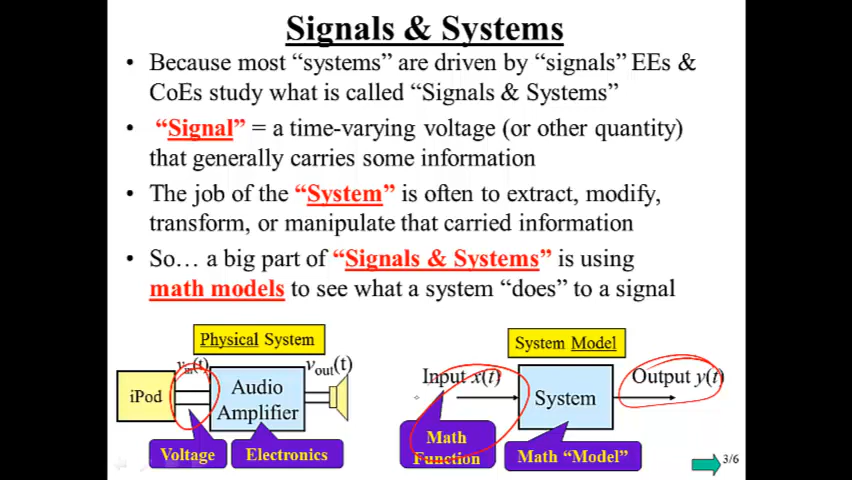 Signals & Systems
• Because most “systems” are driven by “signals” EEs &
CoEs study what is called “Signals & Systems”
• “Signal” = a time-varying voltage (or other quantity)
that generally carries some information
• The job of the “System” is often to extract, modify,
transform, or manipulate that carried information
• So… a big part of “Signals & Systems” is using
math models to see what a system “does” to a signal
Physical System
vin(t)
vout(t)
iPod
Audio
Amplifier
Voltage
Electronics
System Model
Input x(t)
System
Output y(t)
Math
Function
Math “Model”
3/6